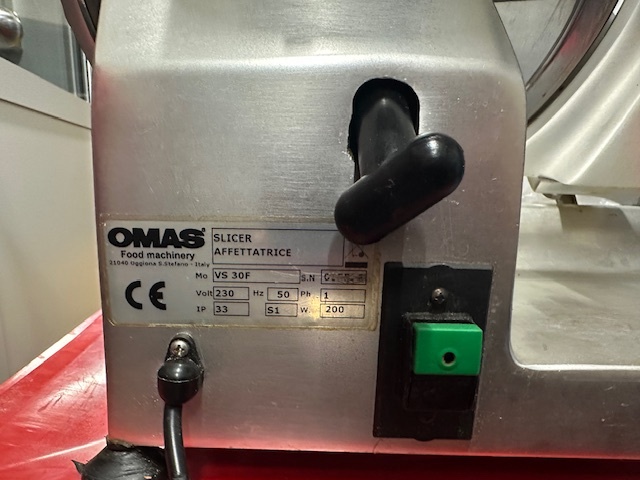 OMAS
Food machinery
21040 Oggiona S.Stefano - Italy
SLICER
AFFETTATRICE
Mo VS 30F S.N
Volt 230 Hz 50 Ph 1
IP 33 S1 W. 200
CE